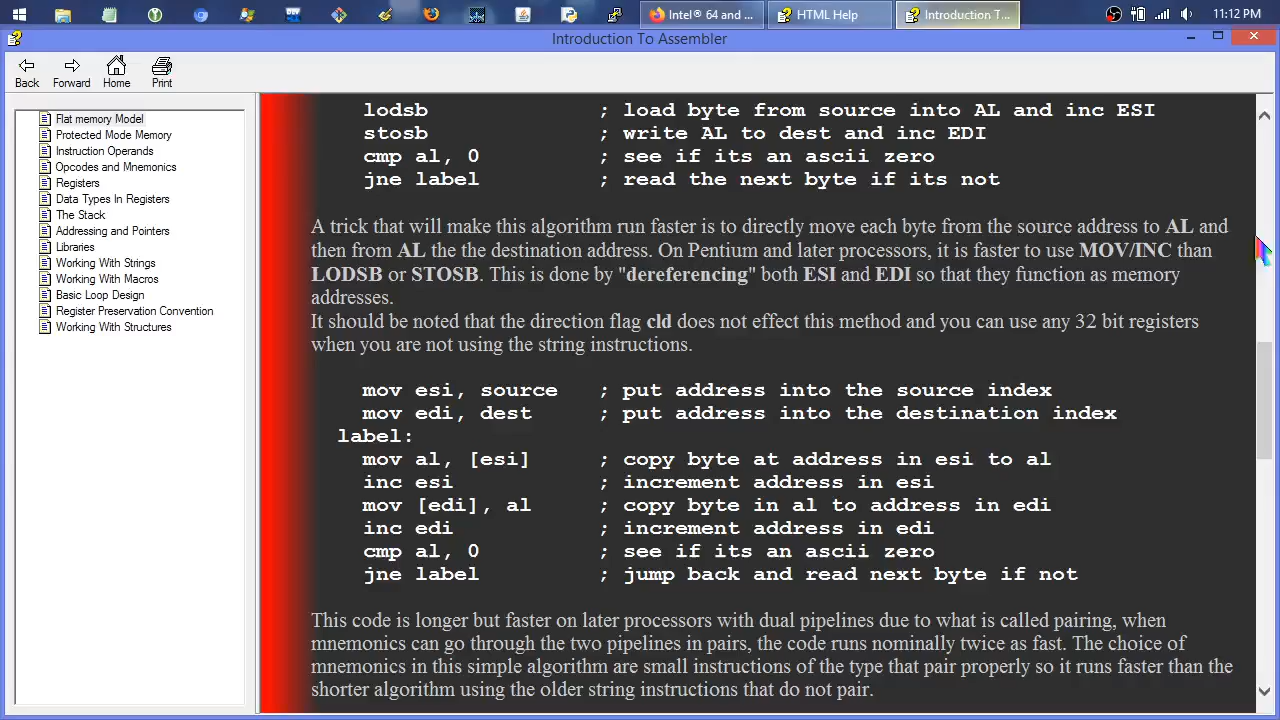 Intel® 64 and ...
HTML Help
Introduction T...
11:12 PM
Introduction To Assembler
Back
Forward
Home
Print
Flat memory Model
Protected Mode Memory
Instruction Operands
Opcodes and Mnemonics
Registers
Data Types In Registers
The Stack
Addressing and Pointers
Libraries
Working With Strings
Working With Macros
Basic Loop Design
Register Preservation Convention
Working With Structures
lodsb ; load byte from source into AL and inc ESI
stosb ; write AL to dest and inc EDI
cmp al, 0 ; see if its an ascii zero
jne label ; read the next byte if its not
A trick that will make this algorithm run faster is to directly move each byte from the source address to AL and
then from AL the the destination address. On Pentium and later processors, it is faster to use MOV/INC than
LODSB or STOSB. This is done by "dereferencing" both ESI and EDI so that they function as memory
addresses.
It should be noted that the direction flag cld does not effect this method and you can use any 32 bit registers
when you are not using the string instructions.
mov esi, source ; put address into the source index
mov edi, dest ; put address into the destination index
label:
mov al, [esi] ; copy byte at address in esi to al
inc esi ; increment address in esi
mov [edi], al ; copy byte in al to address in edi
inc edi ; increment address in edi
cmp al, 0 ; see if its an ascii zero
jne label ; jump back and read next byte if not
This code is longer but faster on later processors with dual pipelines due to what is called pairing, when
mnemonics can go through the two pipelines in pairs, the code runs nominally twice as fast. The choice of
mnemonics in this simple algorithm are small instructions of the type that pair properly so it runs faster than the
shorter algorithm using the older string instructions that do not pair.